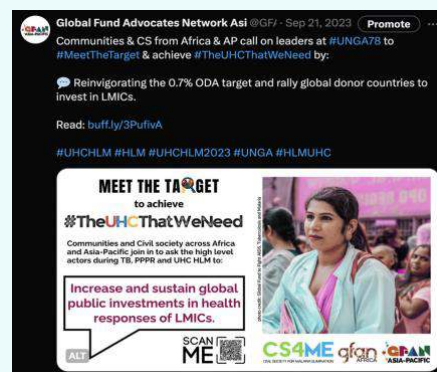 Global Fund Advocates Network Asi @GF/ · Sep 21, 2023 Promote ...
Communities & CS from Africa & AP call on leaders at #UNGA78 to
#MeetTheTarget & achieve #TheUHCThatWeNeed by:
💬 Reinvigorating the 0.7% ODA target and rally global donor countries to
invest in LMICs.
Read: buff.ly/3PufivA
#UHCHLM #HLM #UHCHLM2023 #UNGA #HLMUHC
MEET THE TARGET
to achieve
#TheUHCThatWeNeed
Communities and Civil society across Africa
and Asia-Pacific join in to ask the high level
actors during TB, PPPR and UHC HLM to:
Increase and sustain global
public investments in health
responses of LMICs.
ALT
SCAN
ME
OPD REG
CS4ME
gfan
AFRICA
GFAN
ASIA-PACIFIC